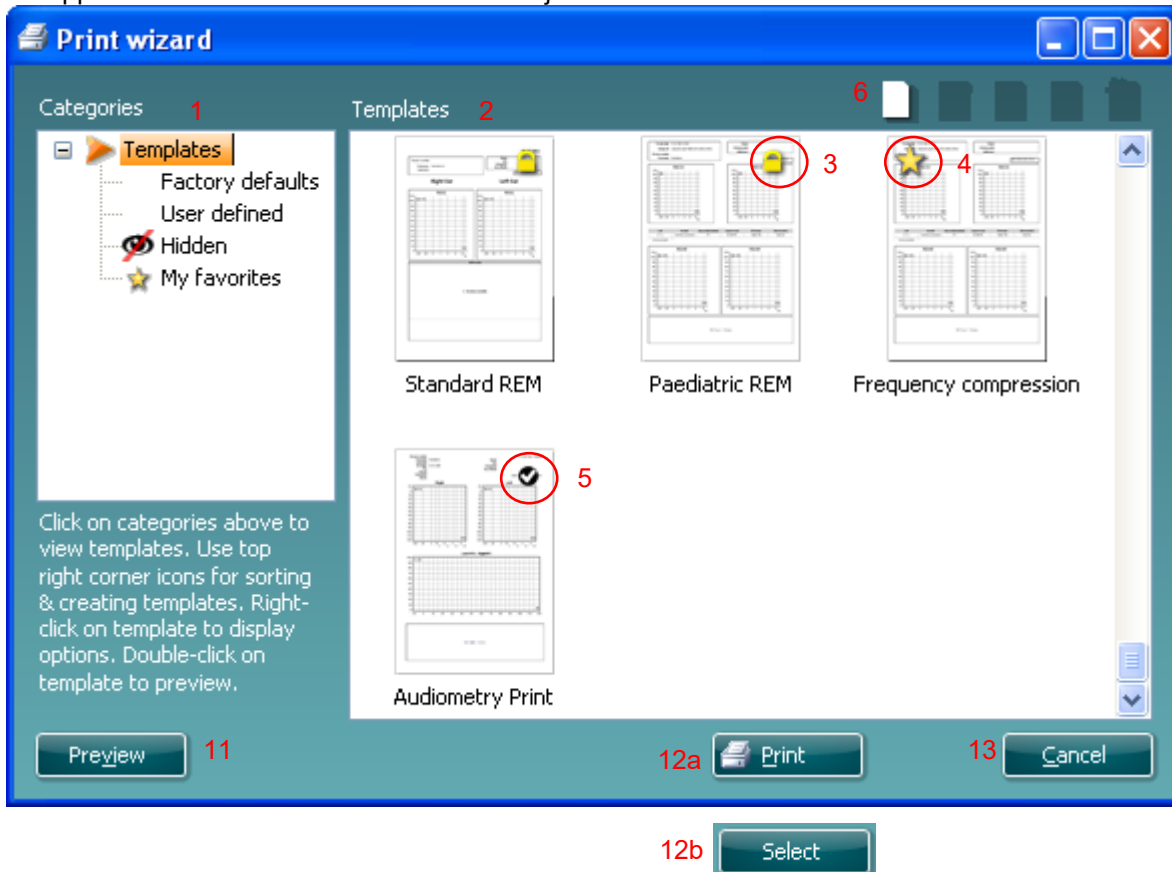 Print wizard
6
Categories 1
Templates 2
Templates
Factory defaults
User defined
Hidden
My favorites
3
4
Standard REM
Paediatric REM
Frequency compression
5
Audiometry Print
Click on categories above to
view templates. Use top
right corner icons for sorting
& creating templates. Right-
click on template to display
options. Double-click on
template to preview.
Preview 11
12a Print
13 Cancel
12b Select